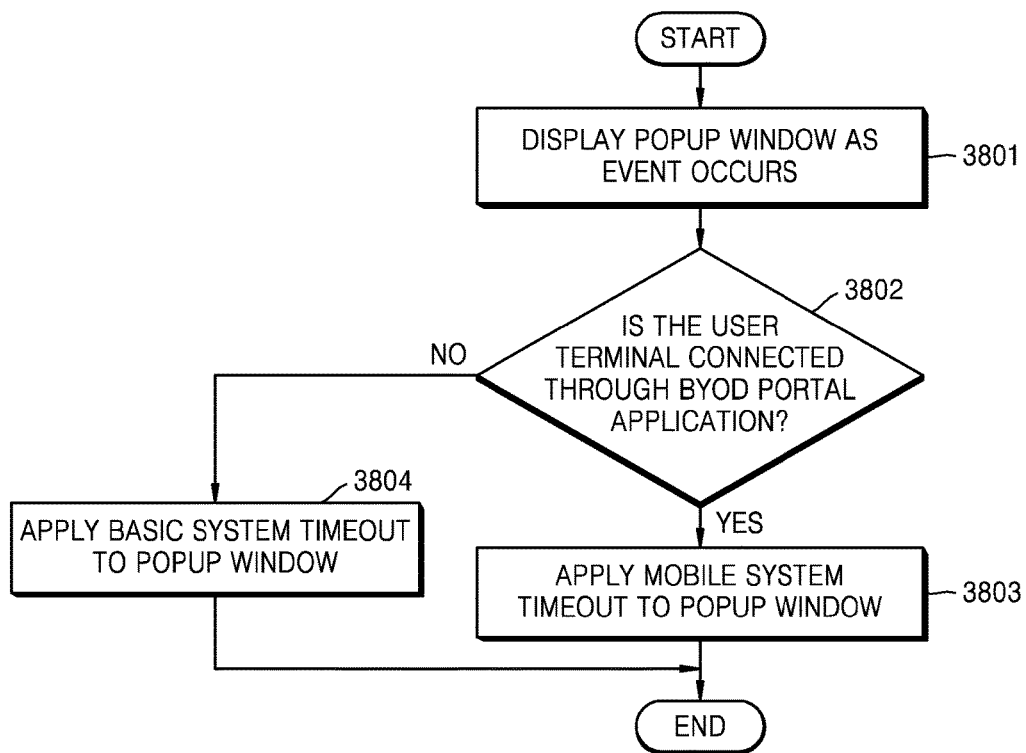 START
DISPLAY POPUP WINDOW AS
EVENT OCCURS
3801
3802
IS THE USER
TERMINAL CONNECTED
THROUGH BYOD PORTAL
APPLICATION?
NO
3804
APPLY BASIC SYSTEM TIMEOUT
TO POPUP WINDOW
YES
APPLY MOBILE SYSTEM
TIMEOUT TO POPUP WINDOW
3803
END